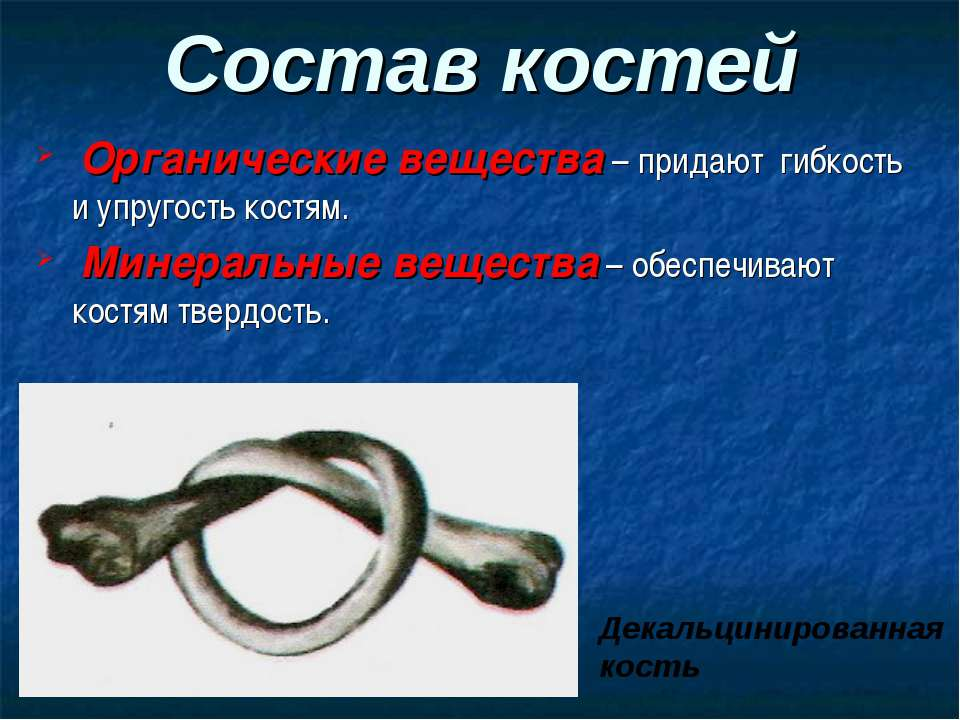 Состав костей
Органические вещества – придают гибкость
и упругость костям.
Минеральные вещества – обеспечивают
костям твердость.
Декальцинированная
кость